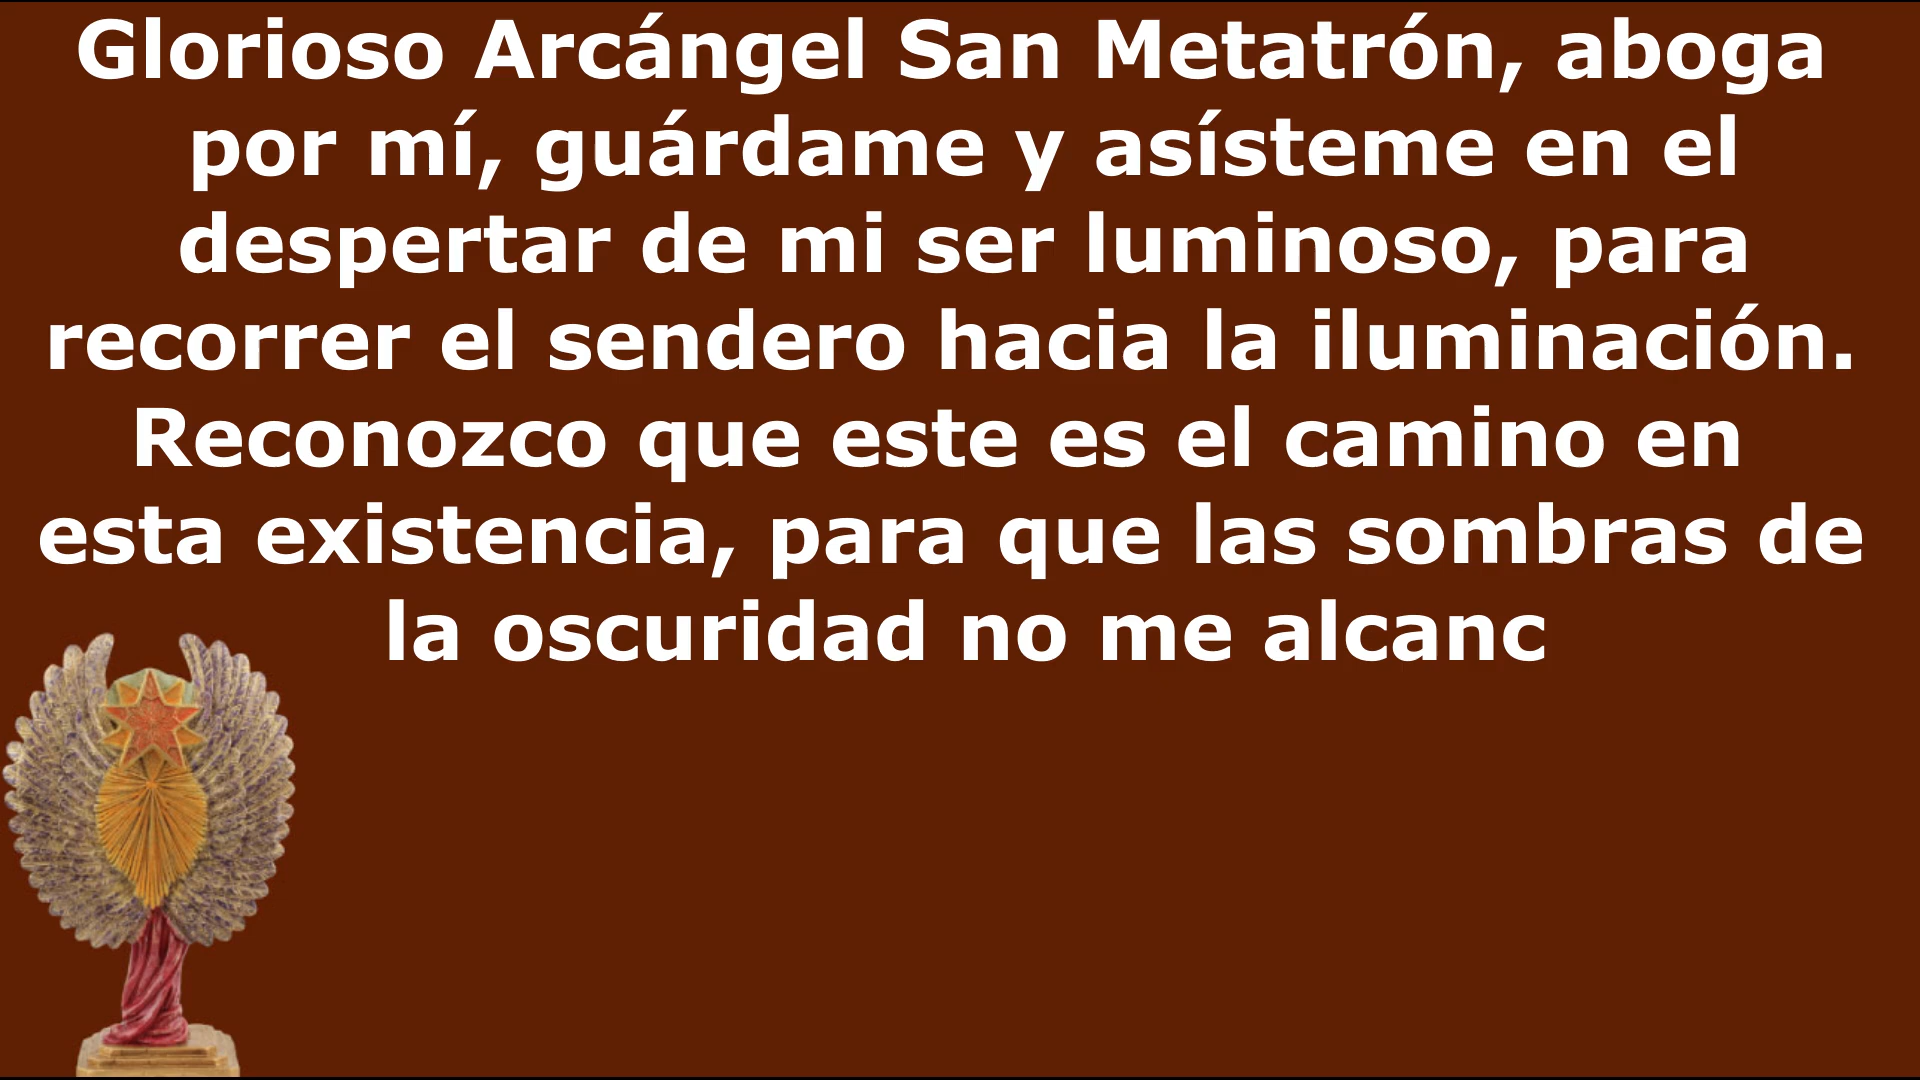 Glorioso Arcángel San Metatrón, aboga
por mí, guárdame y asísteme en el
despertar de mi ser luminoso, para
recorrer el sendero hacia la iluminación.
Reconozco que este es el camino en
esta existencia, para que las sombras de
la oscuridad no me alcanc